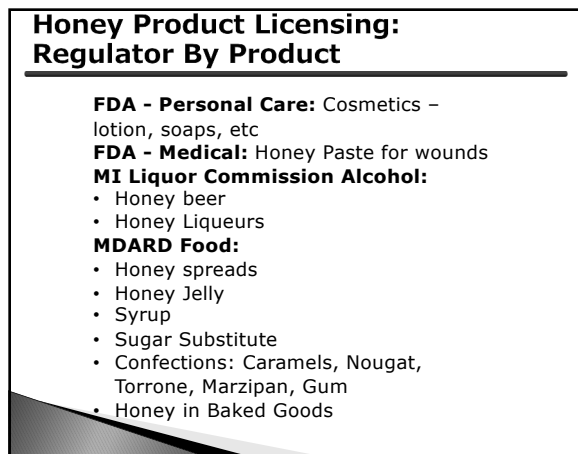 Honey Product Licensing:
Regulator By Product
FDA - Personal Care: Cosmetics –
lotion, soaps, etc
FDA - Medical: Honey Paste for wounds
MI Liquor Commission Alcohol:
• Honey beer
• Honey Liqueurs
MDARD Food:
• Honey spreads
• Honey Jelly
• Syrup
• Sugar Substitute
• Confections: Caramels, Nougat,
Torrone, Marzipan, Gum
• Honey in Baked Goods